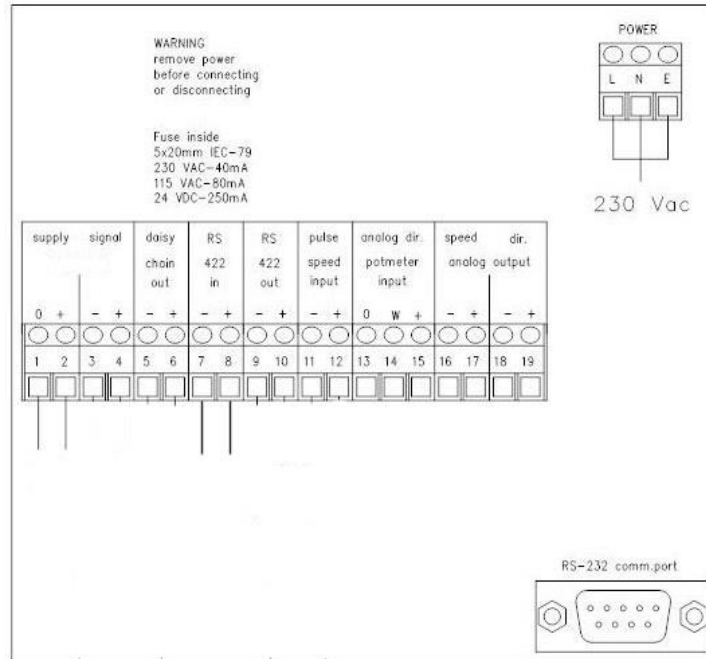 WARNING
remove power
before connecting
or disconnecting
Fuse inside
5x20mm IEC-79
230 VAC-40mA
115 VAC-80mA
24 VDC-250mA
POWER
L N E
230 Vac
supply signal daisy RS RS pulse analog dir. speed dir.
chain 422 422 speed potmeter analog output
out in out input input
0 + - + - + - + - + - + 0 W + - + - +
1 2 3 4 5 6 7 8 9 10 11 12 13 14 15 16 17 18 19
RS-232 comm.port